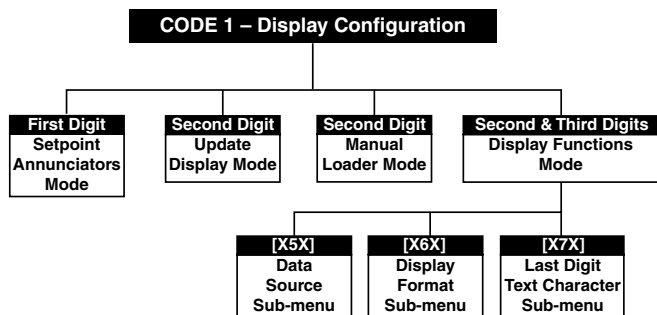 CODE 1 – Display Configuration
First Digit
Setpoint
Annunciators
Mode
Second Digit
Update
Display Mode
Second Digit
Manual
Loader Mode
Second & Third Digits
Display Functions
Mode
[X5X]
Data
Source
Sub-menu
[X6X]
Display
Format
Sub-menu
[X7X]
Last Digit
Text Character
Sub-menu